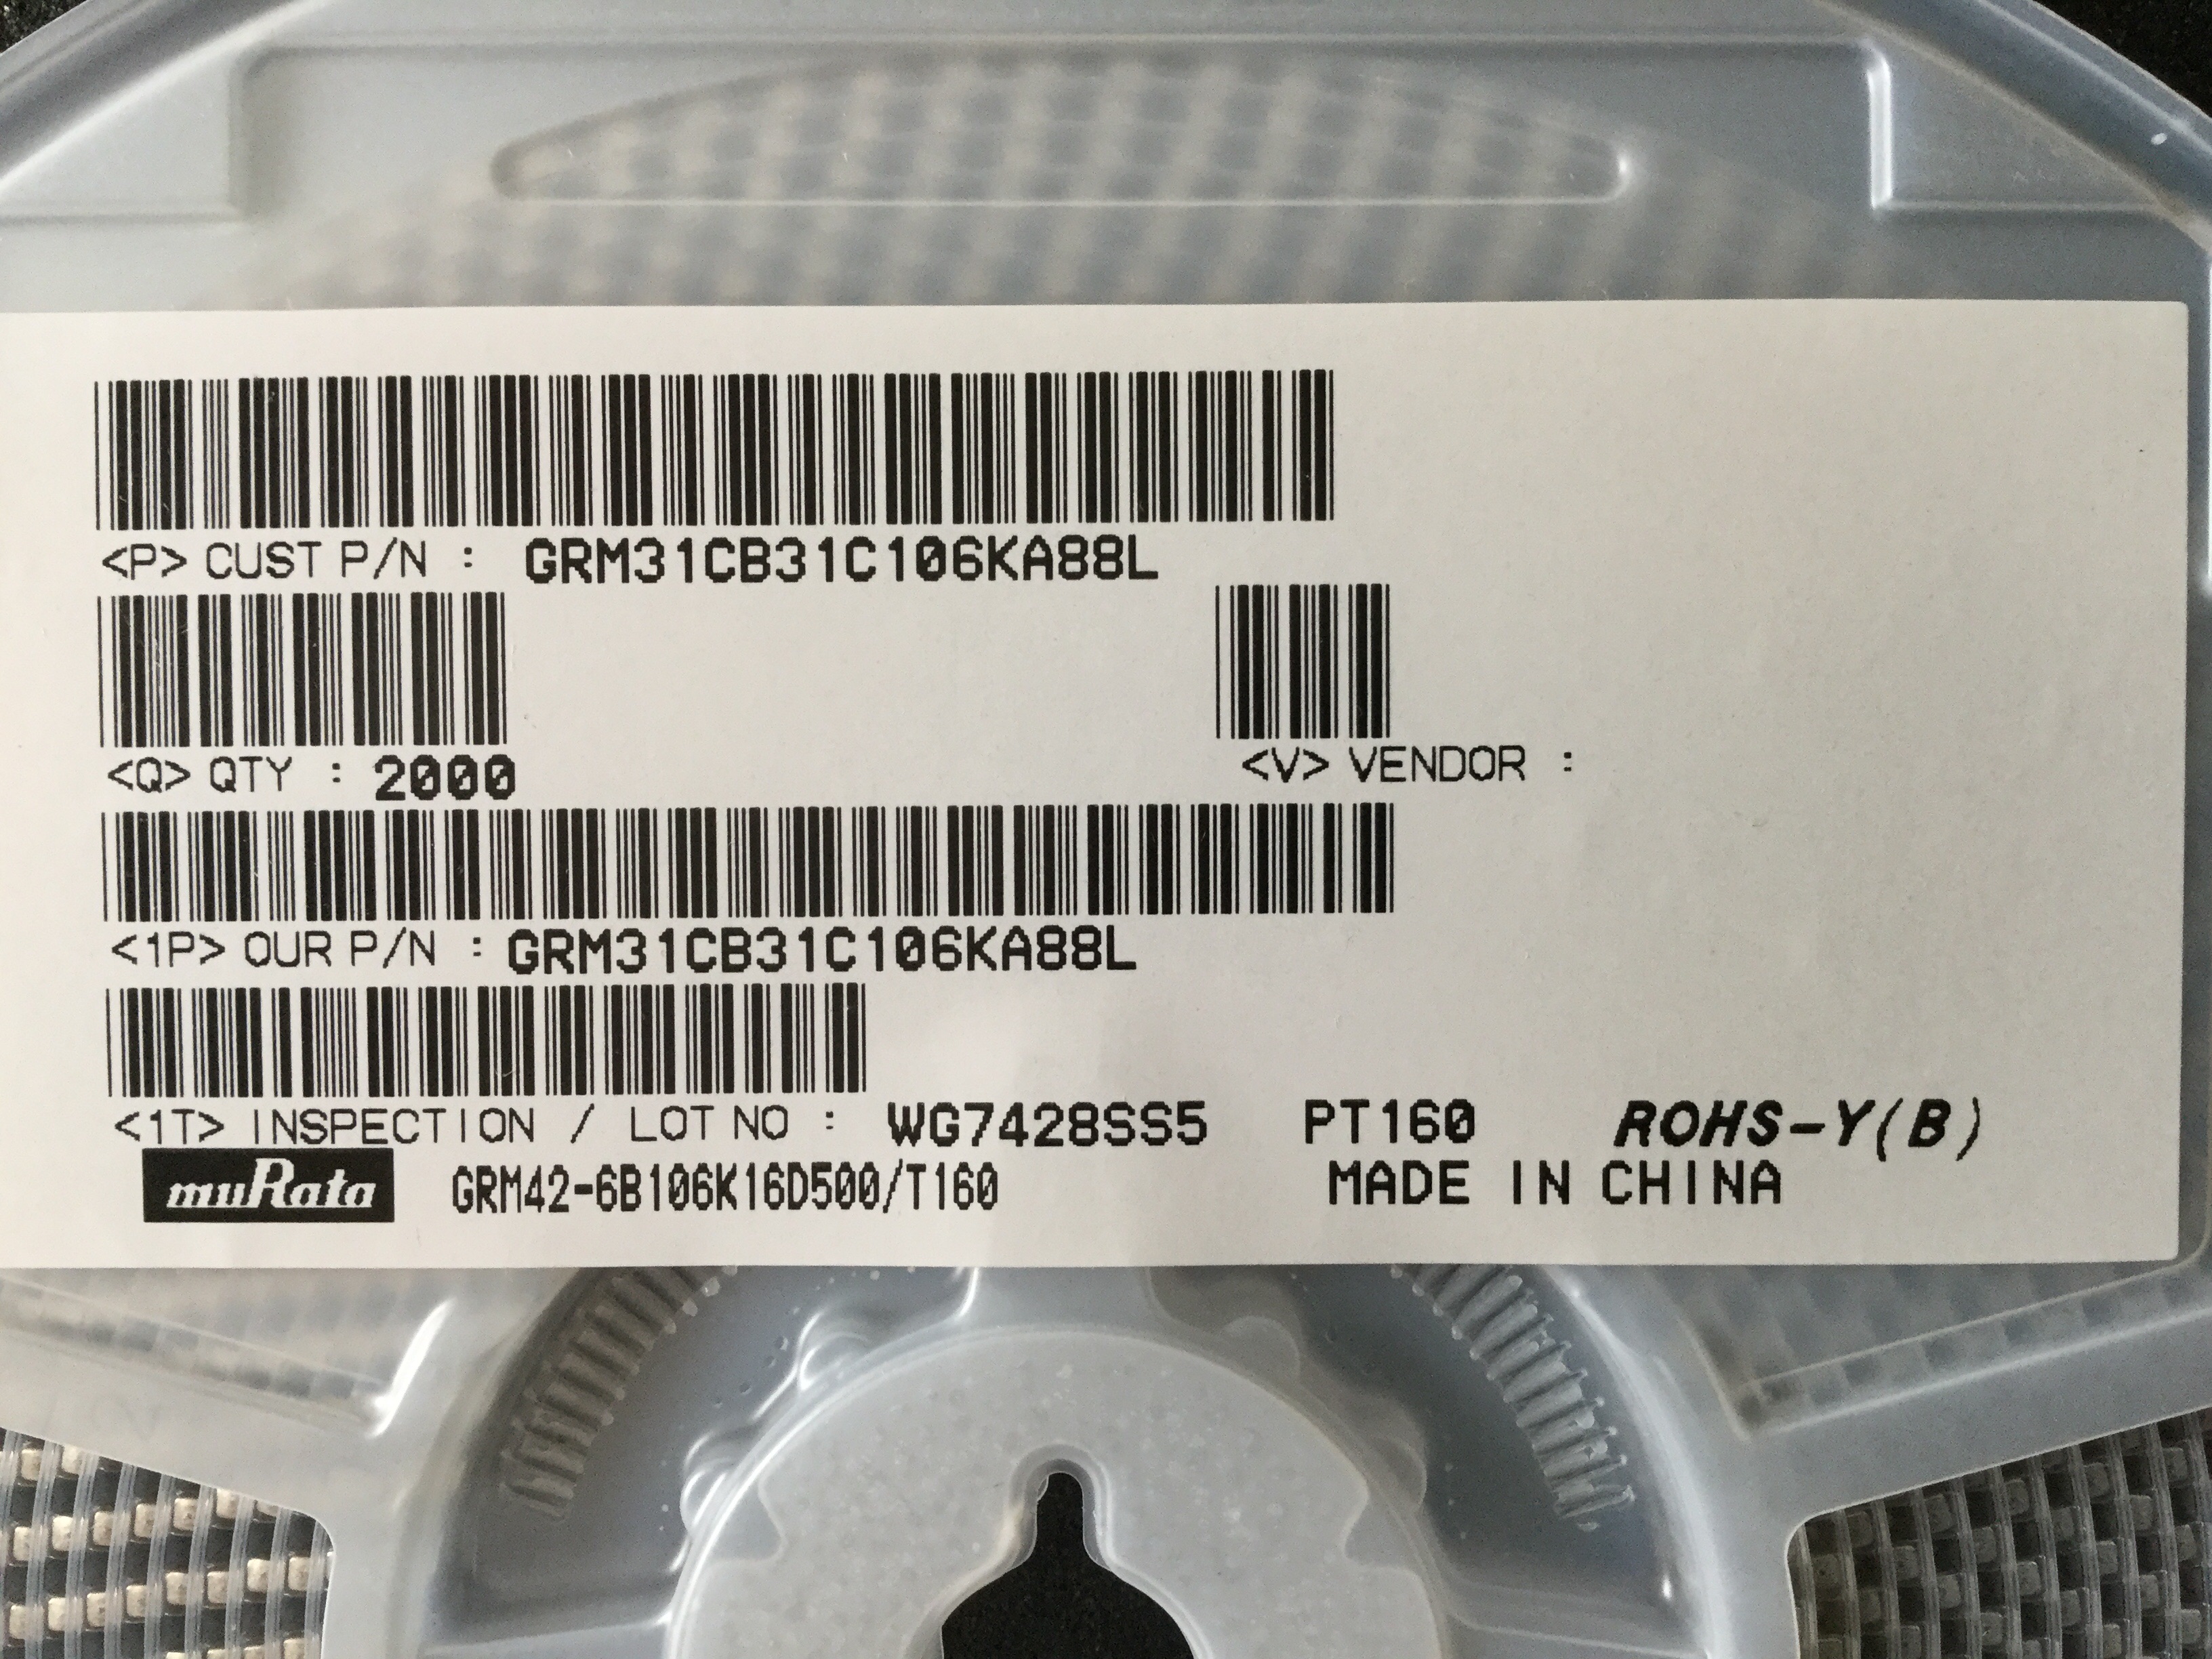 <P> CUST P/N : GRM31CB31C106KA88L
<Q> QTY : 2000 <V> VENDOR :
<1P> OUR P/N : GRM31CB31C106KA88L
<1T> INSPECTION / LOT NO : WG7428SS5 PT160 ROHS-Y(B)
muRata GRM42-6B106K16D500/T160 MADE IN CHINA